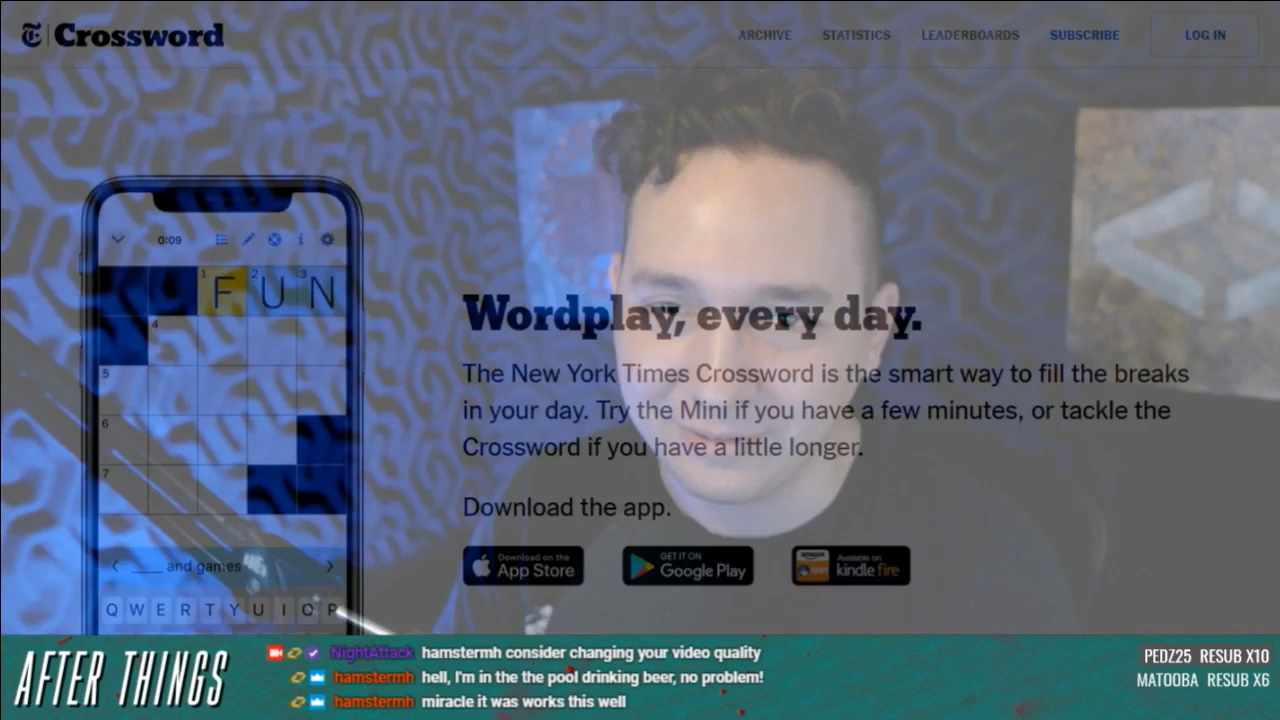 Crossword
ARCHIVE STATISTICS LEADERBOARDS SUBSCRIBE LOG IN
0:09
1 F 2 U 3 N
4
5
6
7
____ and games
Q W E R T Y U I O P
Wordplay, every day.
The New York Times Crossword is the smart way to fill the breaks
in your day. Try the Mini if you have a few minutes, or tackle the
Crossword if you have a little longer.
Download the app.
Download on the
App Store
GET IT ON
Google Play
amazon
apps
Available on
kindle fire
AFTER THINGS
NightAttack hamstermh consider changing your video quality
hamstermh hell, I'm in the the pool drinking beer, no problem!
hamstermh miracle it was works this well
PEDZ25 RESUB X10
MATOOBA RESUB X6